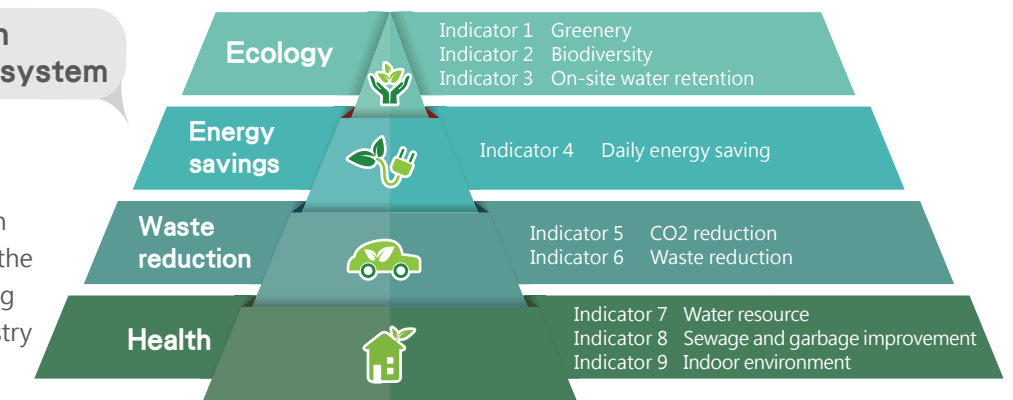 n
system
n
the
g
stry
Ecology
Indicator 1 Greenery
Indicator 2 Biodiversity
Indicator 3 On-site water retention
Energy
savings
Indicator 4 Daily energy saving
Waste
reduction
Indicator 5 CO2 reduction
Indicator 6 Waste reduction
Health
Indicator 7 Water resource
Indicator 8 Sewage and garbage improvement
Indicator 9 Indoor environment